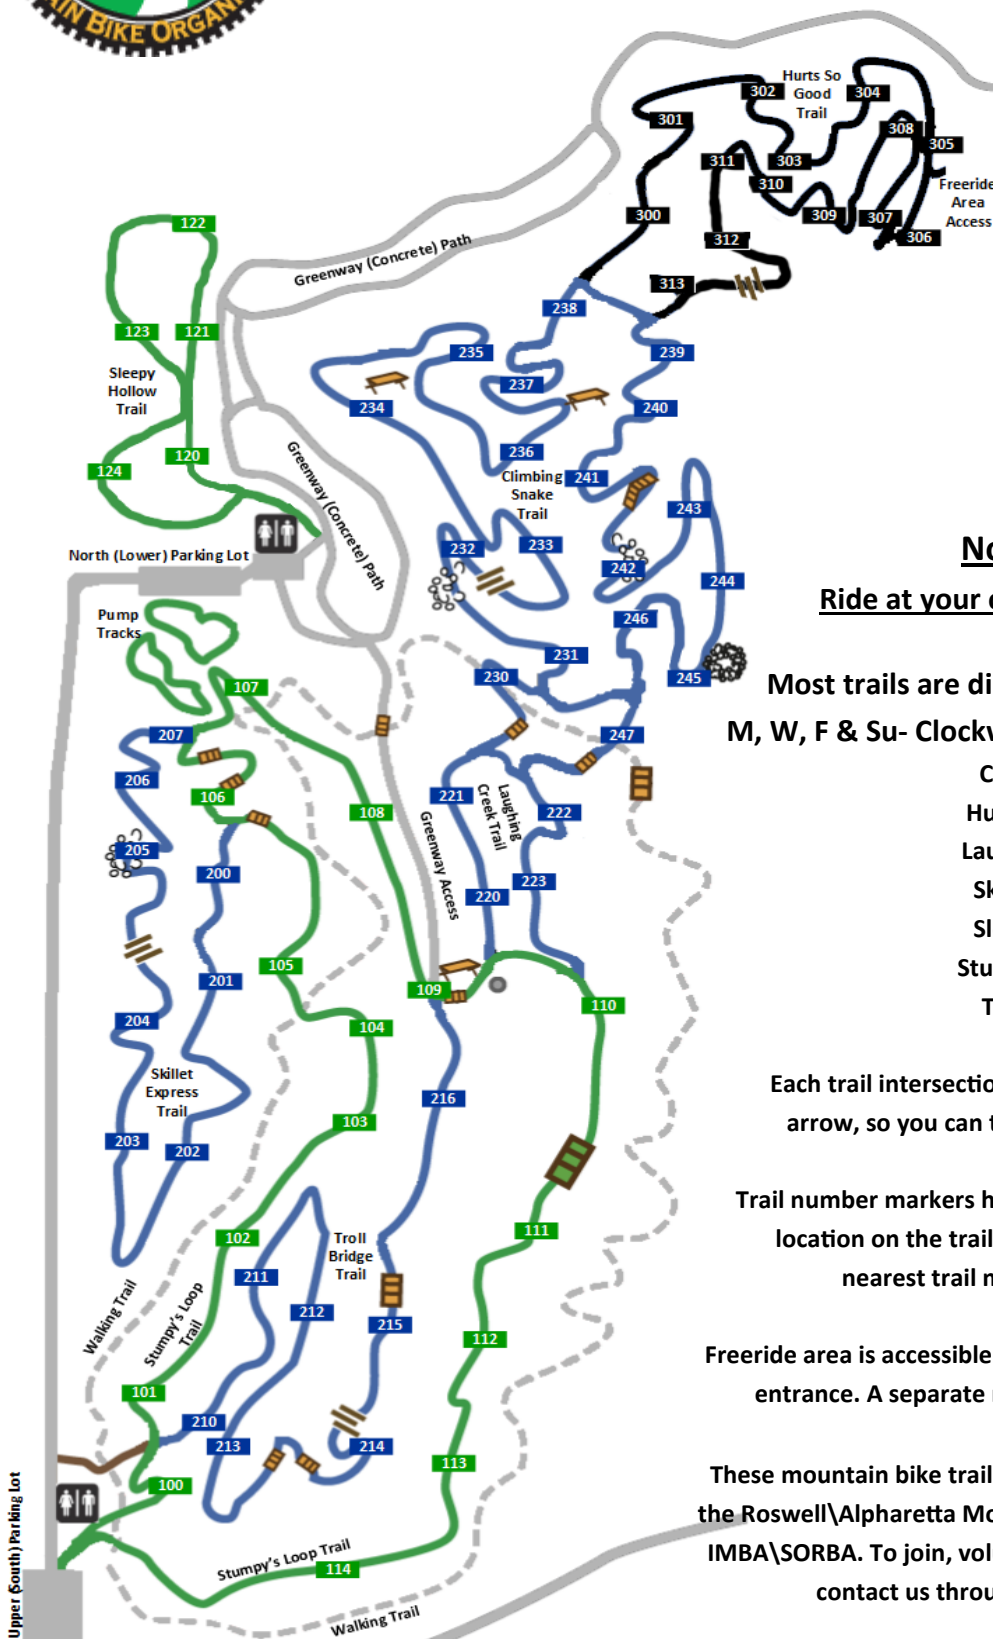 AIN BIKE ORGANI
302
Hurts So
Good
Trail
304
301
308
305
311
303
310
Freeride
Area
Access
300
309
307
306
312
122
Greenway (Concrete) Path
313
238
123
121
235
239
Sleepy
Hollow
Trail
237
234
240
120
236
124
Greenway (Concrete) Path
Climbing
Snake
Trail
241
243
North (Lower) Parking Lot
232
233
242
244
Pump
Tracks
246
231
230
245
107
207
247
206
106
108
221
Laughing
Creek Trail
222
205
200
Greenway Access
223
220
105
201
109
110
204
104
Skillet
Express
Trail
216
203
103
202
102
Troll
Bridge
Trail
111
211
212
Walking Trail
Stumpy's Loop
Trail
215
112
101
210
213
214
113
100
Upper (South) Parking Lot
Stumpy's Loop Trail
114
Walking Trail
No
Ride at your
Most trails are di
M, W, F & Su- Clockw
C
Hu
Lau
Sk
Sl
Stu
T
Each trail intersectio
arrow, so you can t
Trail number markers h
location on the trail
nearest trail n
Freeride area is accessible
entrance. A separate
These mountain bike trail
the Roswell\Alpharetta Mo
IMBA\SORBA. To join, vol
contact us throu